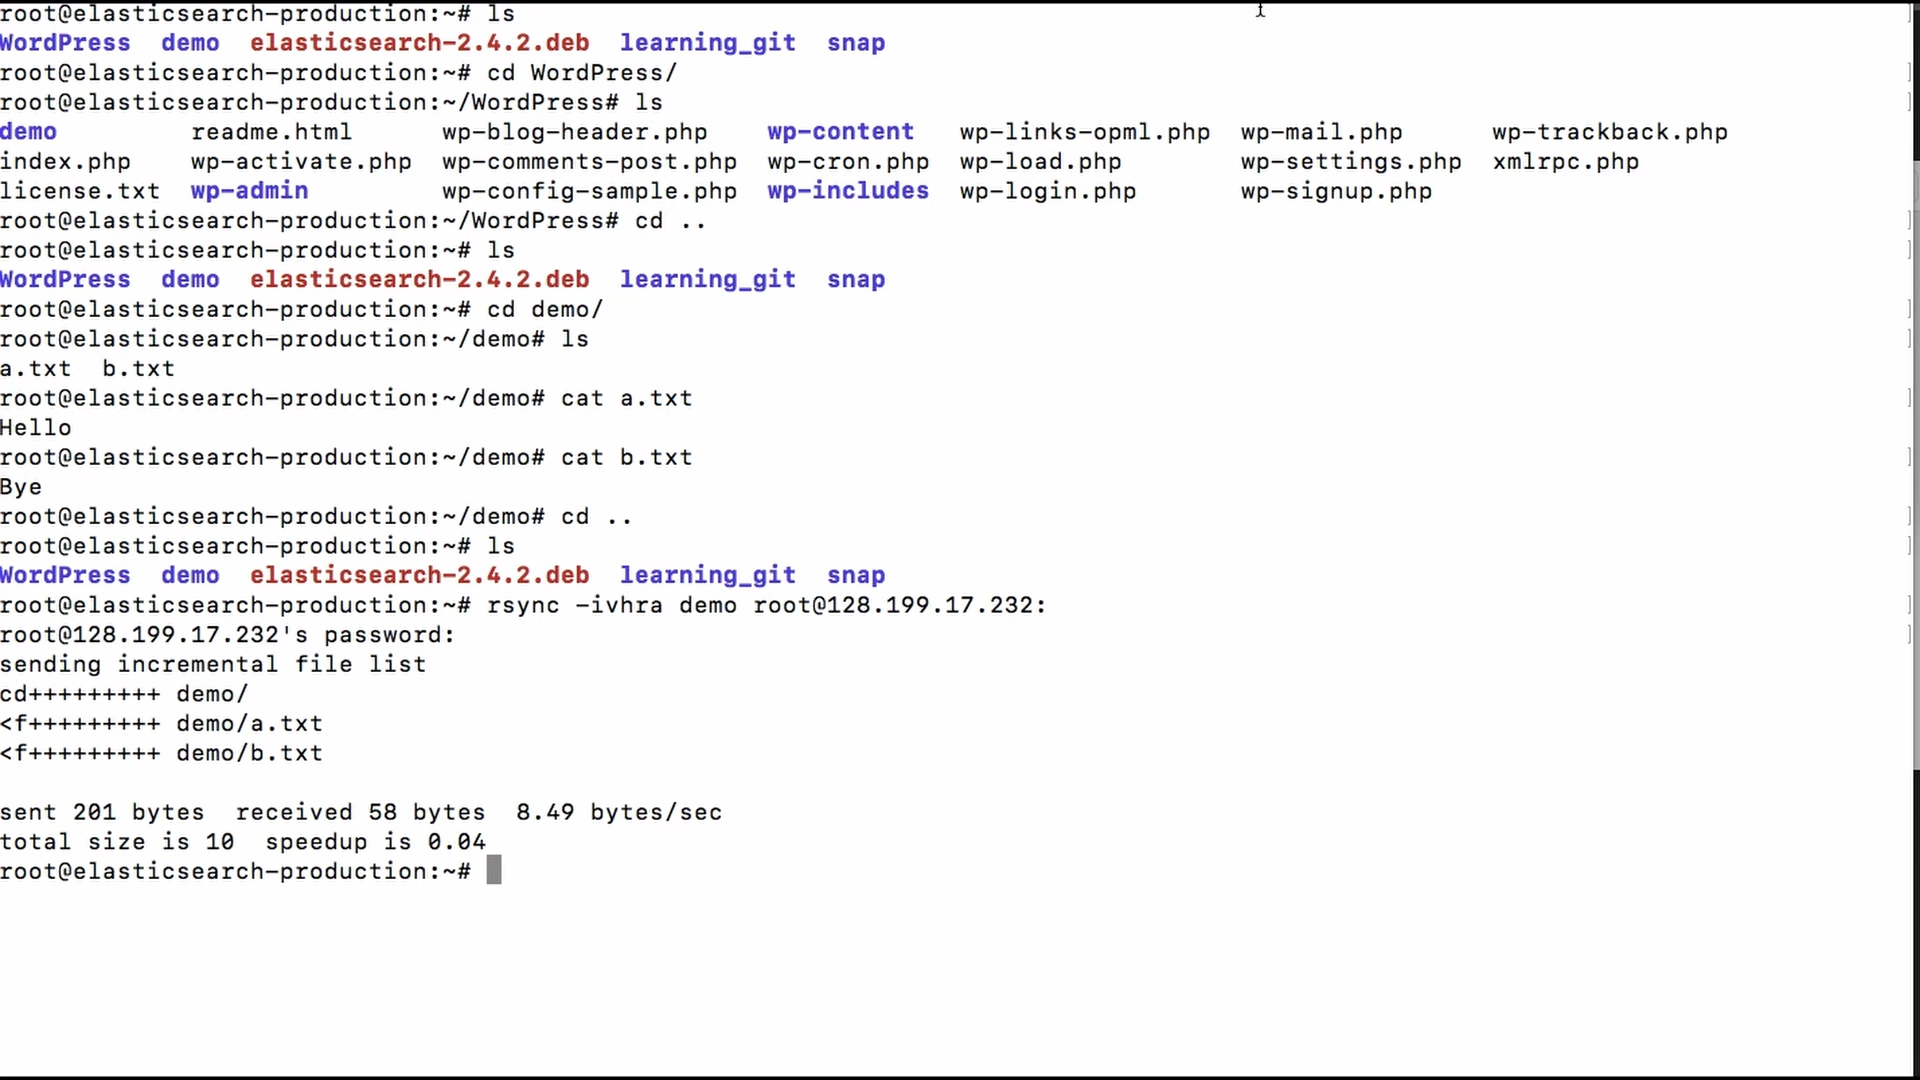 root@elasticsearch-production:~# ls
WordPress  demo  elasticsearch-2.4.2.deb  learning_git  snap
root@elasticsearch-production:~# cd WordPress/
root@elasticsearch-production:~/WordPress# ls
demo  readme.html  wp-blog-header.php  wp-content  wp-links-opml.php  wp-mail.php  wp-trackback.php
index.php  wp-activate.php  wp-comments-post.php  wp-cron.php  wp-load.php  wp-settings.php  xmlrpc.php
license.txt  wp-admin  wp-config-sample.php  wp-includes  wp-login.php  wp-signup.php
root@elasticsearch-production:~/WordPress# cd ..
root@elasticsearch-production:~# ls
WordPress  demo  elasticsearch-2.4.2.deb  learning_git  snap
root@elasticsearch-production:~# cd demo/
root@elasticsearch-production:~/demo# ls
a.txt  b.txt
root@elasticsearch-production:~/demo# cat a.txt
Hello
root@elasticsearch-production:~/demo# cat b.txt
Bye
root@elasticsearch-production:~/demo# cd ..
root@elasticsearch-production:~# ls
WordPress  demo  elasticsearch-2.4.2.deb  learning_git  snap
root@elasticsearch-production:~# rsync -ivhra demo root@128.199.17.232:
root@128.199.17.232's password:
sending incremental file list
cd+++++++++ demo/
<f+++++++++ demo/a.txt
<f+++++++++ demo/b.txt
sent 201 bytes  received 58 bytes  8.49 bytes/sec
total size is 10  speedup is 0.04
root@elasticsearch-production:~#